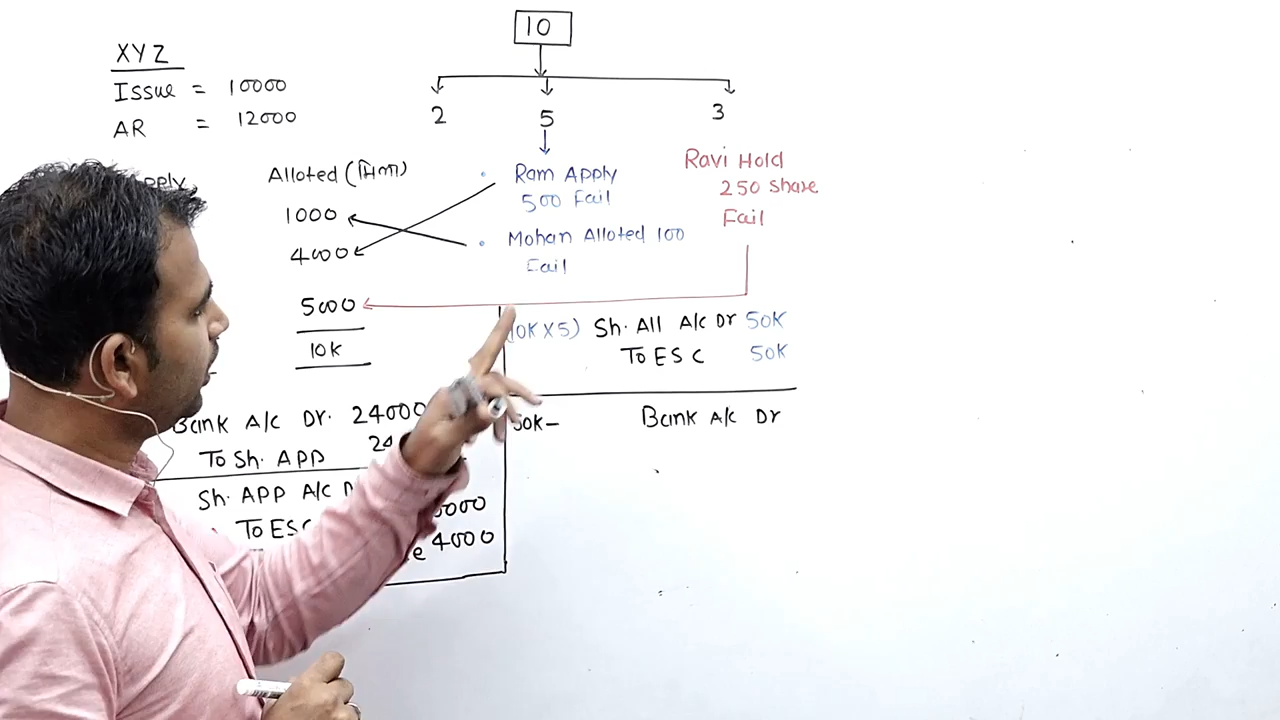 10
XYZ
Issue = 10000
AR = 12000
2 5 3
Alloted (मिला)
1000
4000
5000
10K
Ram Apply
500 Fail
Mohan Alloted 100
Fail
Ravi Hold
250 Share
Fail
Bank A/c Dr. 24000
To Sh. APP
Sh. APP A/c
To ESC
4000
(10K X 5) Sh. All A/c Dr 50K
To ESC 50K
50K -
Bank A/c Dr